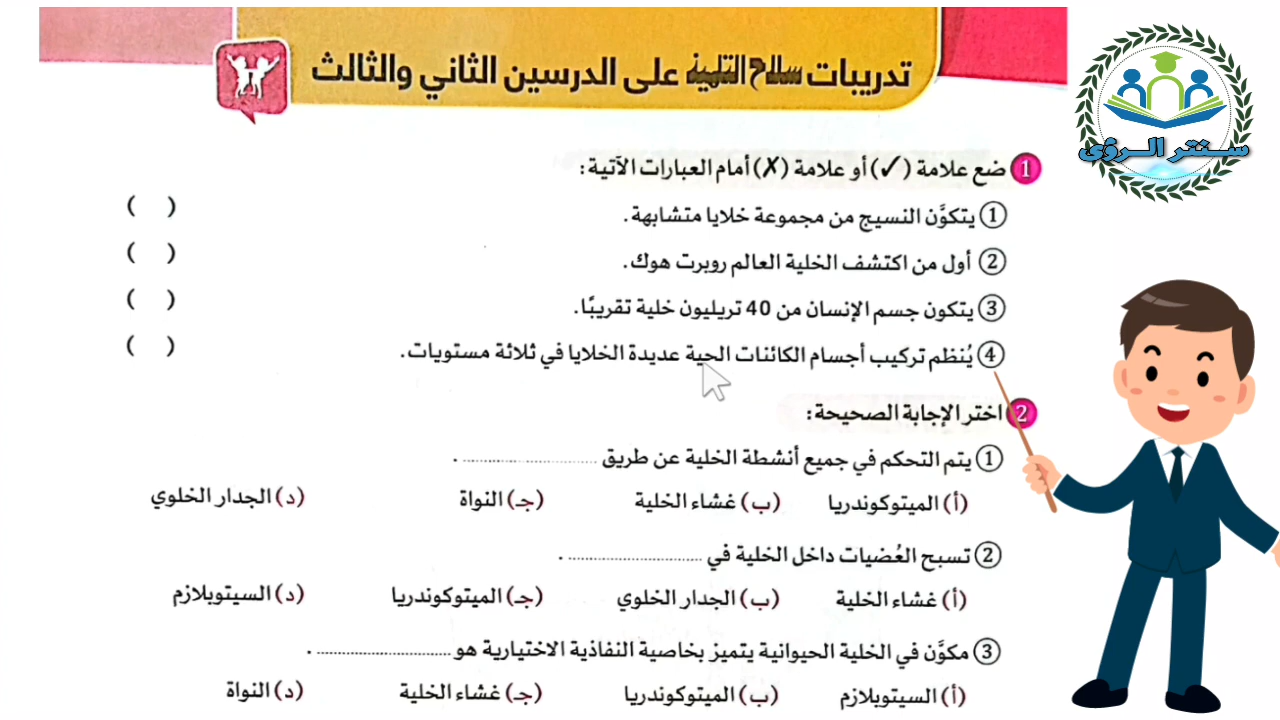 تدريبات سلاح التلميذ على الدرسين الثاني والثالث
سنتر الرؤى
1 ضع علامة (✓) أو علامة (✗) أمام العبارات الآتية:
① يتكوَّن النسيج من مجموعة خلايا متشابهة. ( )
② أول من اكتشف الخلية العالم روبرت هوك. ( )
③ يتكون جسم الإنسان من 40 تريليون خلية تقريبًا. ( )
④ يُنظم تركيب أجسام الكائنات الحية عديدة الخلايا في ثلاثة مستويات. ( )
2 اختر الإجابة الصحيحة:
① يتم التحكم في جميع أنشطة الخلية عن طريق ........................ .
(أ) الميتوكوندريا (ب) غشاء الخلية (جـ) النواة (د) الجدار الخلوي
② تسبح العُضيات داخل الخلية في ........................ .
(أ) غشاء الخلية (ب) الجدار الخلوي (جـ) الميتوكوندريا (د) السيتوبلازم
③ مكوَّن في الخلية الحيوانية يتميز بخاصية النفاذية الاختيارية هو ........................ .
(أ) السيتوبلازم (ب) الميتوكوندريا (جـ) غشاء الخلية (د) النواة